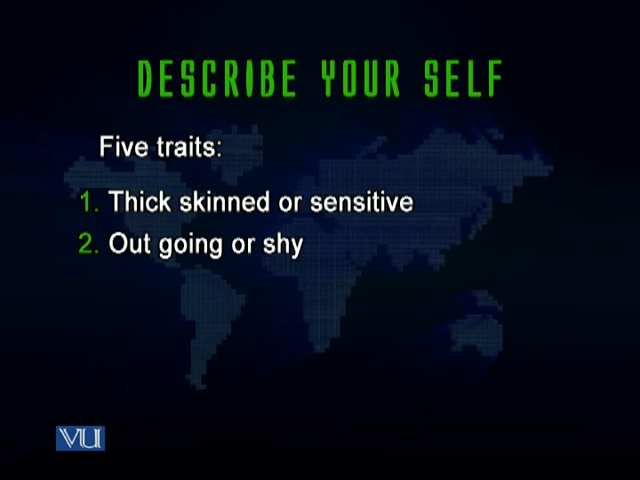 DESCRIBE YOUR SELF
Five traits:
1. Thick skinned or sensitive
2. Out going or shy
VU